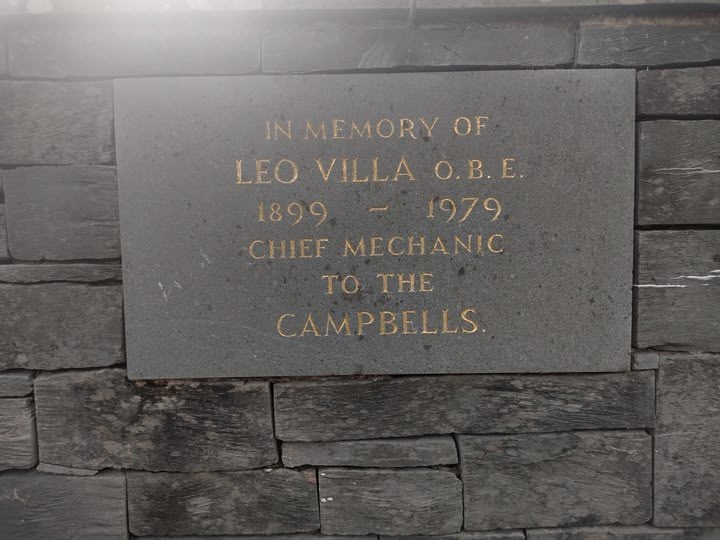 IN MEMORY OF
LEO VILLA O.B.E.
1899 - 1979
CHIEF MECHANIC
TO THE
CAMPBELLS.